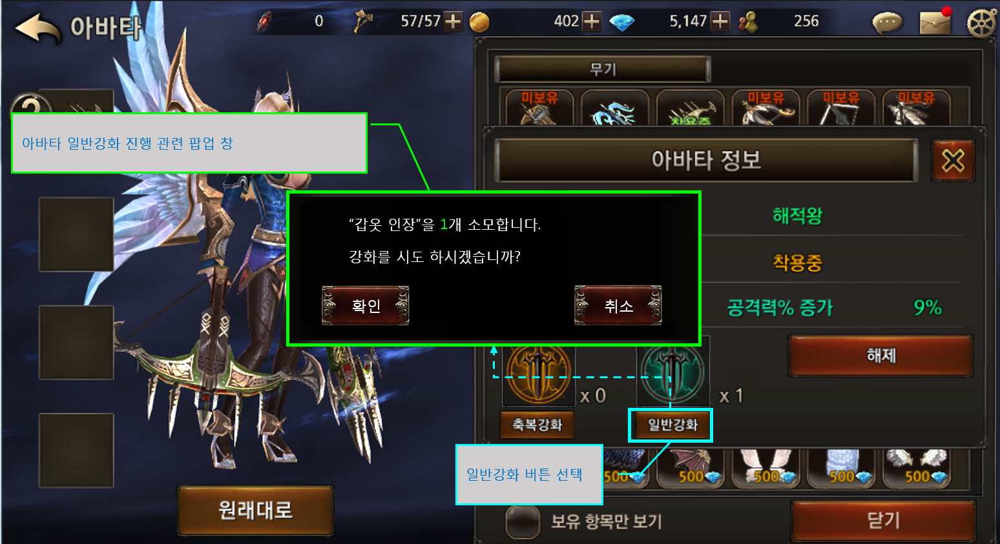 아바타
0
57/57
402
5,147
256
무기
미보유
미보유
미보유
미보유
착용중
아바타 일반강화 진행 관련 팝업 창
아바타 정보
해적왕
착용중
공격력% 증가 9%
해제
"갑옷 인장"을 1개 소모합니다.
강화를 시도 하시겠습니까?
확인
취소
x 0
x 1
축복강화
일반강화
일반강화 버튼 선택
500
500
500
500
500
원래대로
보유 항목만 보기
닫기